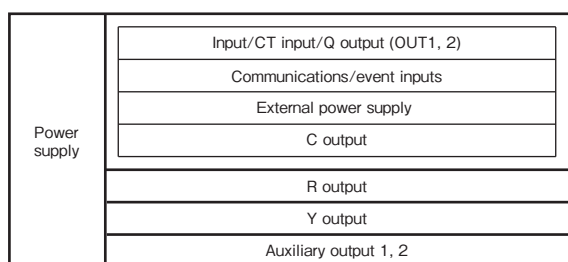 Power
supply
Input/CT input/Q output (OUT1, 2)
Communications/event inputs
External power supply
C output
R output
Y output
Auxiliary output 1, 2